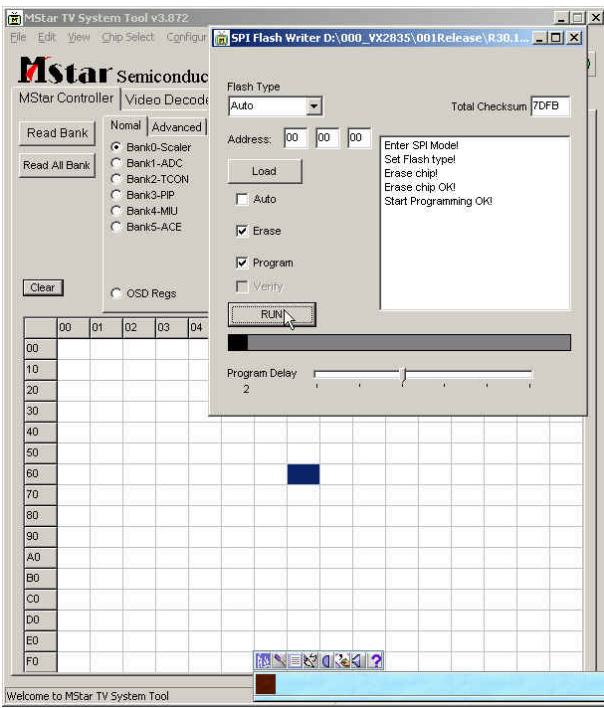 MStar TV System Tool v3.872
File Edit View Chip Select Configur
MStar Semiconduc
MStar Controller Video Decode
Read Bank
Read All Bank
Clear
Nomal Advanced
Bank0-Scaler
Bank1-ADC
Bank2-TCON
Bank3-PIP
Bank4-MIU
Bank5-ACE
OSD Regs
SPI Flash Writer D:\000_VX2835\001Release\R30.1...
Flash Type
Auto
Total Checksum 7DFB
Address: 00 00 00
Load
Auto
Erase
Program
Verify
RUN
Enter SPI Mode!
Set Flash type!
Erase chip!
Erase chip OK!
Start Programming OK!
Program Delay
2
00 01 02 03 04
00
10
20
30
40
50
60
70
80
90
A0
B0
C0
D0
E0
F0
Welcome to MStar TV System Tool